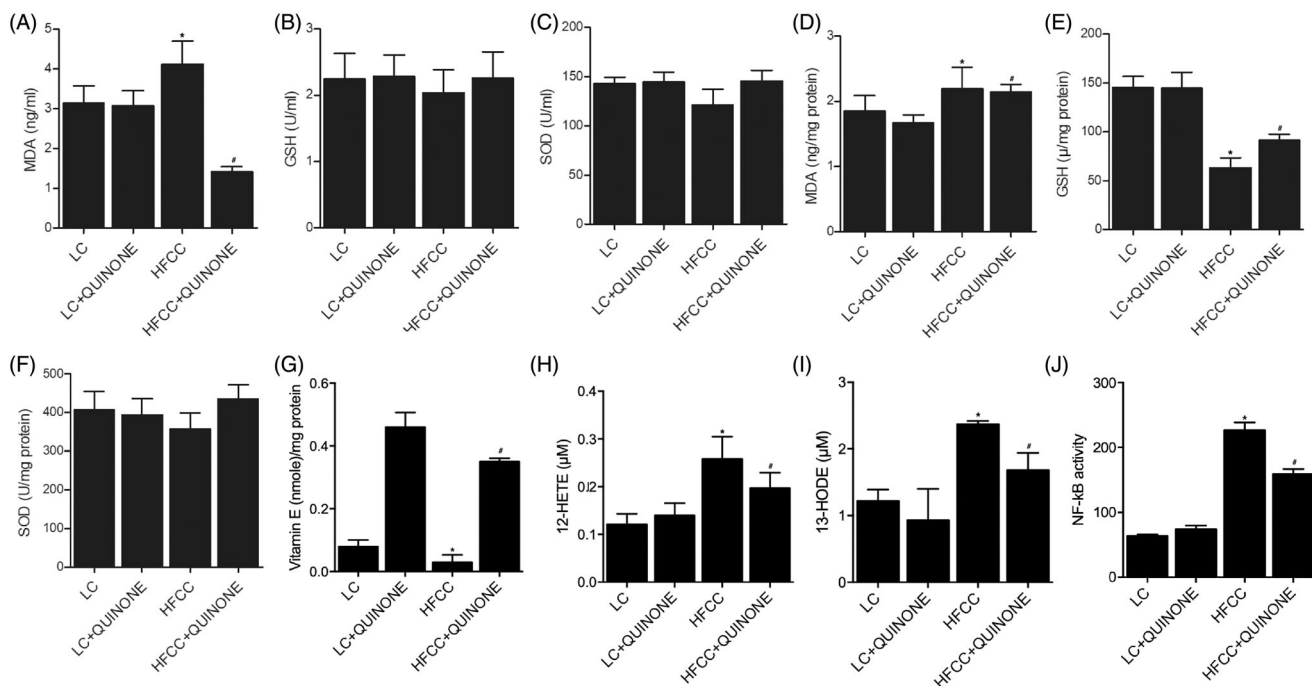 (A)
MDA (ng/ml)
5
4
3
2
1
0
*
#
LC
LC+QUINONE
HFCC
HFCC+QUINONE
(B)
GSH (U/ml)
3
2
1
0
LC
LC+QUINONE
HFCC
HFCC+QUINONE
(C)
SOD (U/ml)
200
150
100
50
0
LC
LC+QUINONE
HFCC
HFCC+QUINONE
(D)
MDA (ng/mg protein)
3
2
1
0
*
#
LC
LC+QUINONE
HFCC
HFCC+QUINONE
(E)
GSH (µ/mg protein)
200
150
100
50
0
*
#
LC
LC+QUINONE
HFCC
HFCC+QUINONE
(F)
SOD (U/mg protein)
500
400
300
200
100
0
LC
LC+QUINONE
HFCC
HFCC+QUINONE
(G)
Vitamin E (nmole)/mg protein
0.6
0.4
0.2
0.0
*
#
LC
LC+QUINONE
HFCC
HFCC+QUINONE
(H)
12-HETE (µM)
0.4
0.3
0.2
0.1
0.0
*
#
LC
LC+QUINONE
HFCC
HFCC+QUINONE
(I)
13-HODE (µM)
3
2
1
0
*
#
LC
LC+QUINONE
HFCC
HFCC+QUINONE
(J)
NF-kB activity
300
200
100
0
*
#
LC
LC+QUINONE
HFCC
HFCC+QUINONE